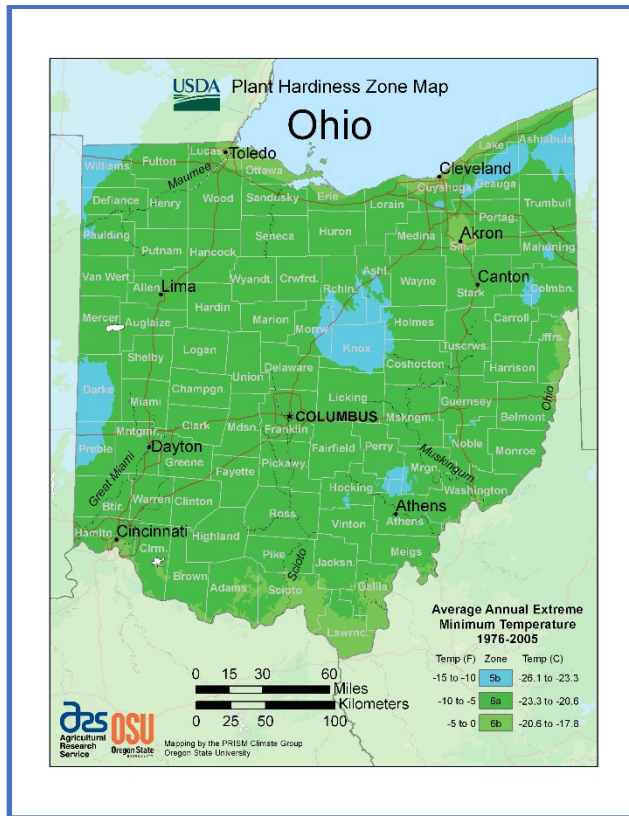 USDA Plant Hardiness Zone Map
Ohio
Williams
Fulton
Lucas
Toledo
Ottawa
Maumee
Defiance
Henry
Wood
Sandusky
Erie
Lorain
Cleveland
Cuyahoga
Lake
Geauga
Ashtabula
Trumbull
Paulding
Putnam
Hancock
Seneca
Huron
Medina
Sm.
Akron
Portag.
Mahoning
Van Wert
Allen
Lima
Wyandt.
Crwfrd.
Rchln.
Ashl.
Wayne
Stark
Canton
Colmbn.
Mercer
Auglaize
Hardin
Marion
Morrw.
Knox
Holmes
Tuscrws.
Carroll
Jffrs.
Shelby
Logan
Union
Delaware
Coshocton
Harrison
Darke
Miami
Champgn.
Licking
Guernsey
Belmont
Ohio
Clark
Mdsn.
COLUMBUS
Franklin
Mskngm.
Preble
Mntgmr.
Dayton
Greene
Fairfield
Perry
Muskingum
Mrgn.
Noble
Monroe
Great Miami
Fayette
Pickawy.
Hocking
Washington
Btlr.
Warren
Clinton
Ross
Vinton
Athens
Athens
Hamltn.
Cincinnati
Clrm.
Highland
Pike
Jacksn.
Meigs
Brown
Adams
Scioto
Scioto
Gallia
Lawrnc.
Average Annual Extreme
Minimum Temperature
1976-2005
Temp (F) Zone Temp (C)
-15 to -10 5b -26.1 to -23.3
-10 to -5 6a -23.3 to -20.6
-5 to 0 6b -20.6 to -17.8
0 15 30 60
Miles
Kilometers
0 25 50 100
ars
Agricultural
Research
Service
OSU
Oregon State
UNIVERSITY
Mapping by the PRISM Climate Group
Oregon State University